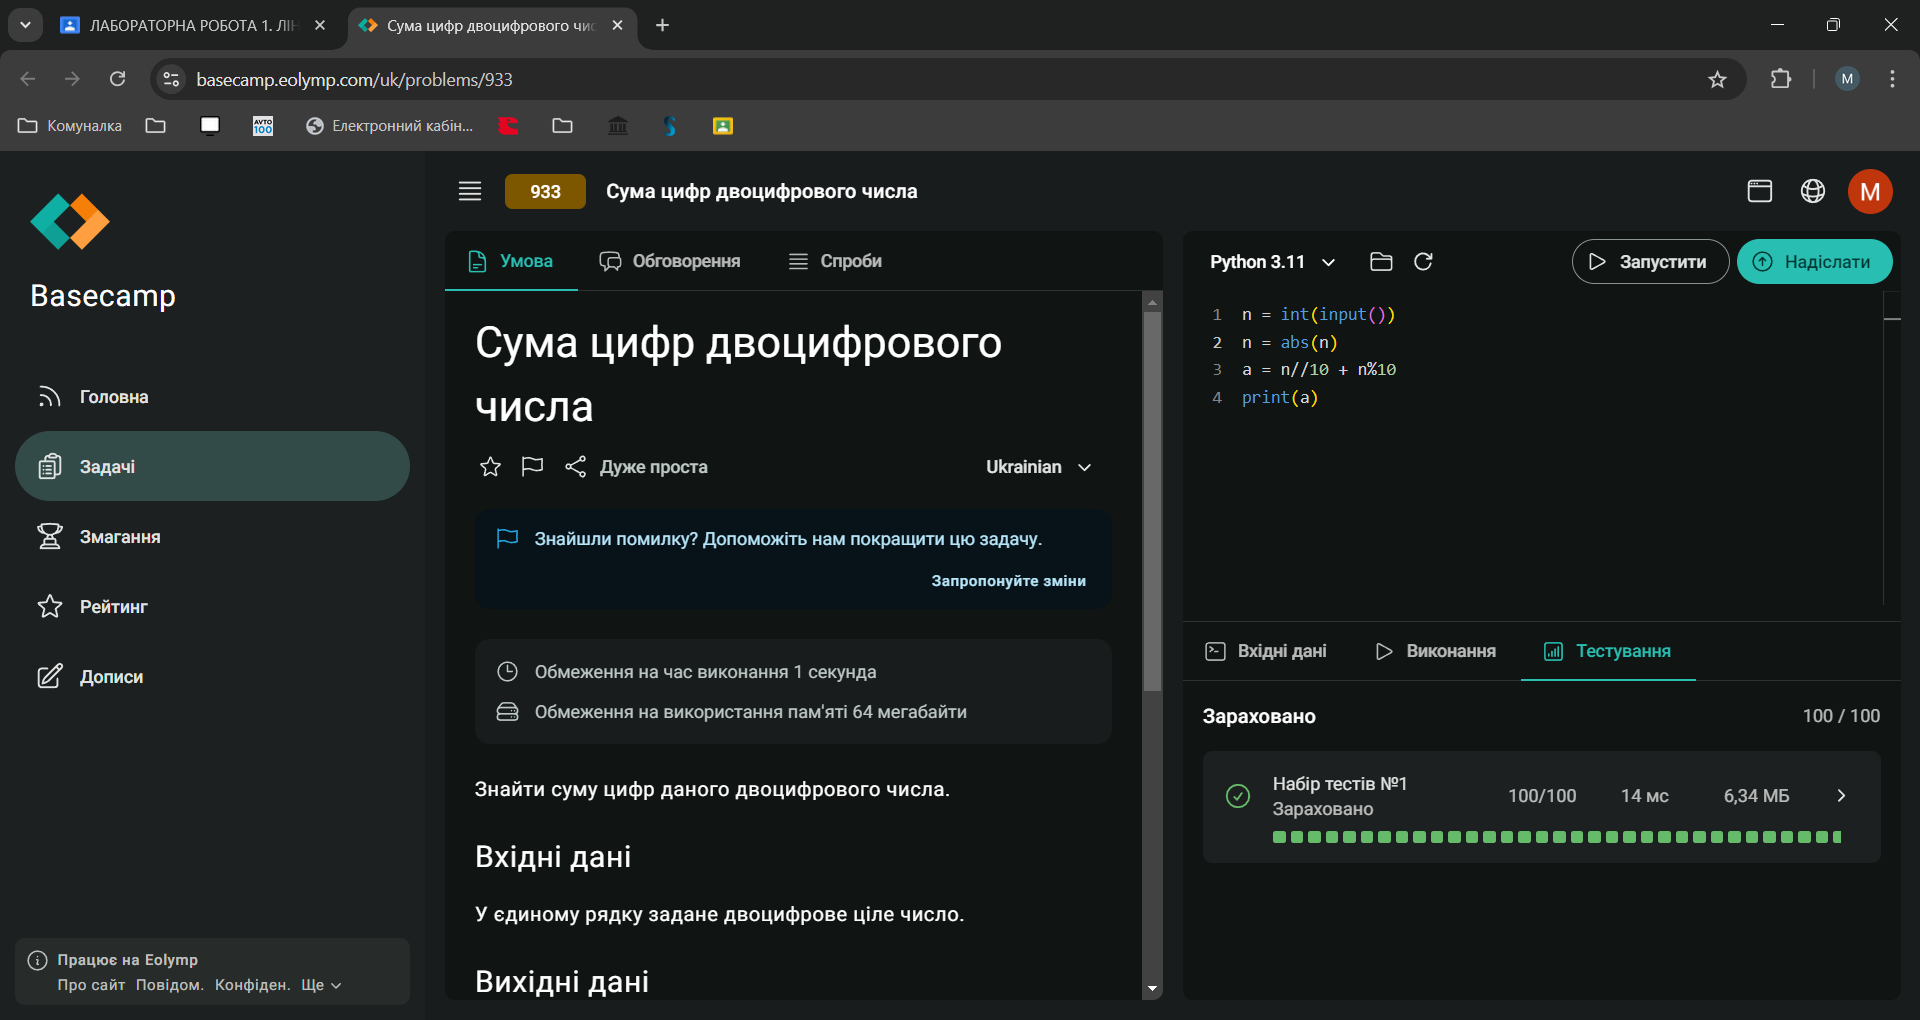 ЛАБОРАТОРНА РОБОТА 1. ЛІН
Сума цифр двоцифрового чис
basecamp.eolymp.com/uk/problems/933
M
Комуналка
AVTO
100
Електронний кабін...
Basecamp
Головна
Задачі
Змагання
Рейтинг
Дописи
Працює на Eolymp
Про сайт Повідом. Конфіден. Ще
933
Сума цифр двоцифрового числа
M
Умова
Обговорення
Спроби
Сума цифр двоцифрового
числа
Дуже проста
Ukrainian
Знайшли помилку? Допоможіть нам покращити цю задачу.
Запропонуйте зміни
Обмеження на час виконання 1 секунда
Обмеження на використання пам'яті 64 мегабайти
Знайти суму цифр даного двоцифрового числа.
Вхідні дані
У єдиному рядку задане двоцифрове ціле число.
Вихідні дані
Python 3.11
Запустити
Надіслати
1 n = int(input())
2 n = abs(n)
3 a = n//10 + n%10
4 print(a)
Вхідні дані
Виконання
Тестування
Зараховано
100 / 100
Набір тестів №1
Зараховано
100/100
14 мс
6,34 МБ